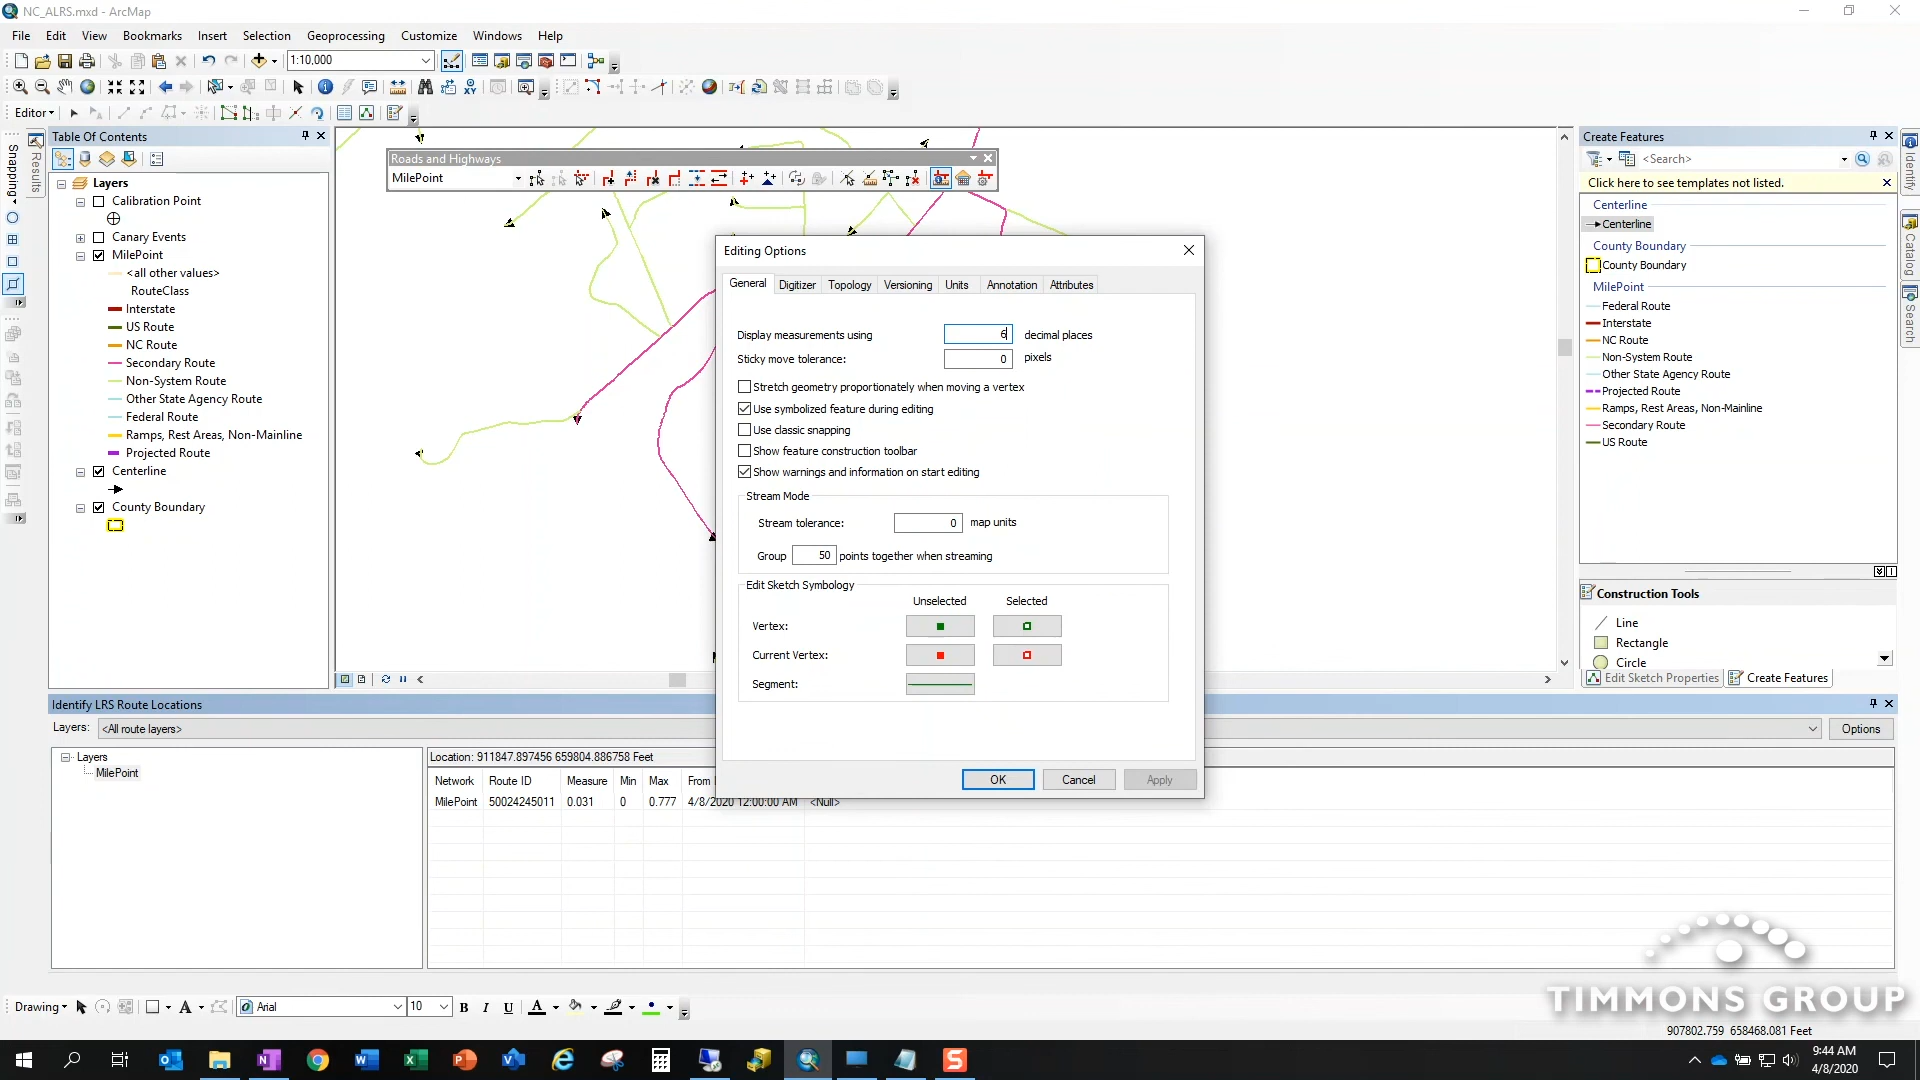 NC_ALRS.mxd - ArcMap
File Edit View Bookmarks Insert Selection Geoprocessing Customize Windows Help
1:10,000
Editor
Table Of Contents
Snapping
Results
Layers
Calibration Point
Canary Events
MilePoint
<all other values>
RouteClass
Interstate
US Route
NC Route
Secondary Route
Non-System Route
Other State Agency Route
Federal Route
Ramps, Rest Areas, Non-Mainline
Projected Route
Centerline
County Boundary
Roads and Highways
MilePoint
Editing Options
General Digitizer Topology Versioning Units Annotation Attributes
Display measurements using 6 decimal places
Sticky move tolerance: 0 pixels
Stretch geometry proportionately when moving a vertex
Use symbolized feature during editing
Use classic snapping
Show feature construction toolbar
Show warnings and information on start editing
Stream Mode
Stream tolerance: 0 map units
Group 50 points together when streaming
Edit Sketch Symbology
Unselected Selected
Vertex:
Current Vertex:
Segment:
OK Cancel Apply
Create Features
<Search>
Click here to see templates not listed.
Centerline
Centerline
County Boundary
County Boundary
MilePoint
Federal Route
Interstate
NC Route
Non-System Route
Other State Agency Route
Projected Route
Ramps, Rest Areas, Non-Mainline
Secondary Route
US Route
Construction Tools
Line
Rectangle
Circle
Edit Sketch Properties Create Features
Identify
Catalog
Search
Identify LRS Route Locations
Layers: <All route layers> Options
Layers
MilePoint
Location: 911847.897456 659804.886758 Feet
Network Route ID Measure Min Max From
MilePoint 50024245011 0.031 0 0.777 4/8/2020 12:00:00 AM <Null>
Drawing Arial 10 B I U A
TIMMONS GROUP
907802.759 658468.081 Feet
9:44 AM
4/8/2020